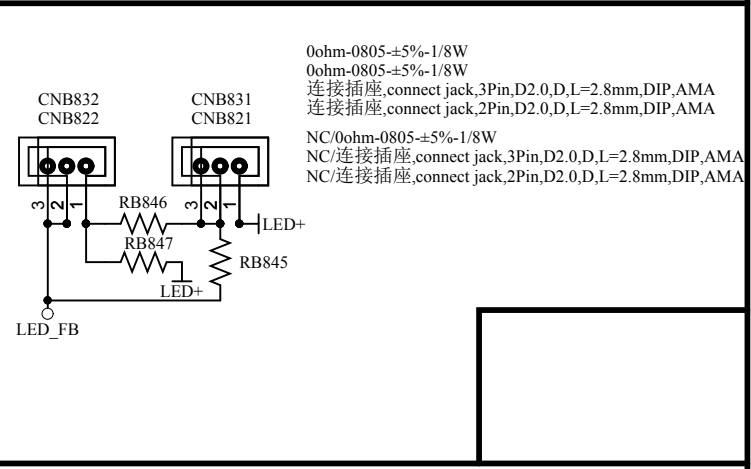 0ohm-0805-±5%-1/8W
0ohm-0805-±5%-1/8W
连接插座,connect jack,3Pin,D2.0,D,L=2.8mm,DIP,AMA
连接插座,connect jack,2Pin,D2.0,D,L=2.8mm,DIP,AMA
NC/0ohm-0805-±5%-1/8W
NC/连接插座,connect jack,3Pin,D2.0,D,L=2.8mm,DIP,AMA
NC/连接插座,connect jack,2Pin,D2.0,D,L=2.8mm,DIP,AMA
CNB832
CNB822
CNB831
CNB821
3
2
1
3
2
1
RB846
LED+
RB847
RB845
LED+
LED_FB